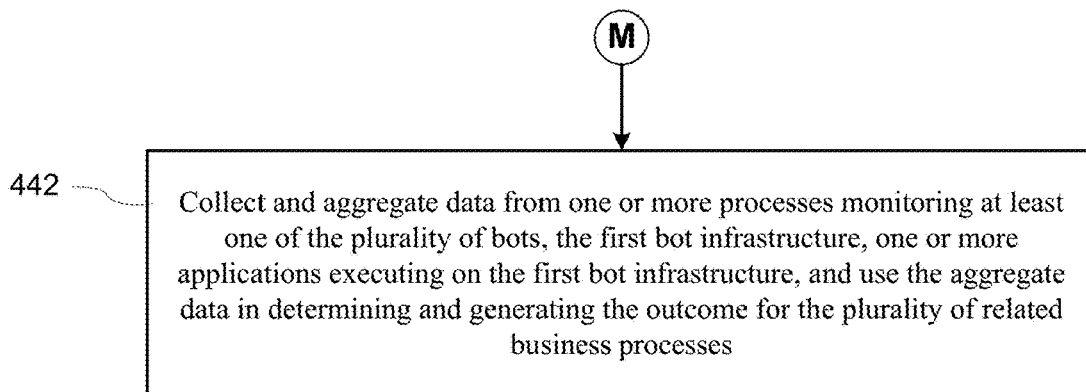 M
442
Collect and aggregate data from one or more processes monitoring at least
one of the plurality of bots, the first bot infrastructure, one or more
applications executing on the first bot infrastructure, and use the aggregate
data in determining and generating the outcome for the plurality of related
business processes